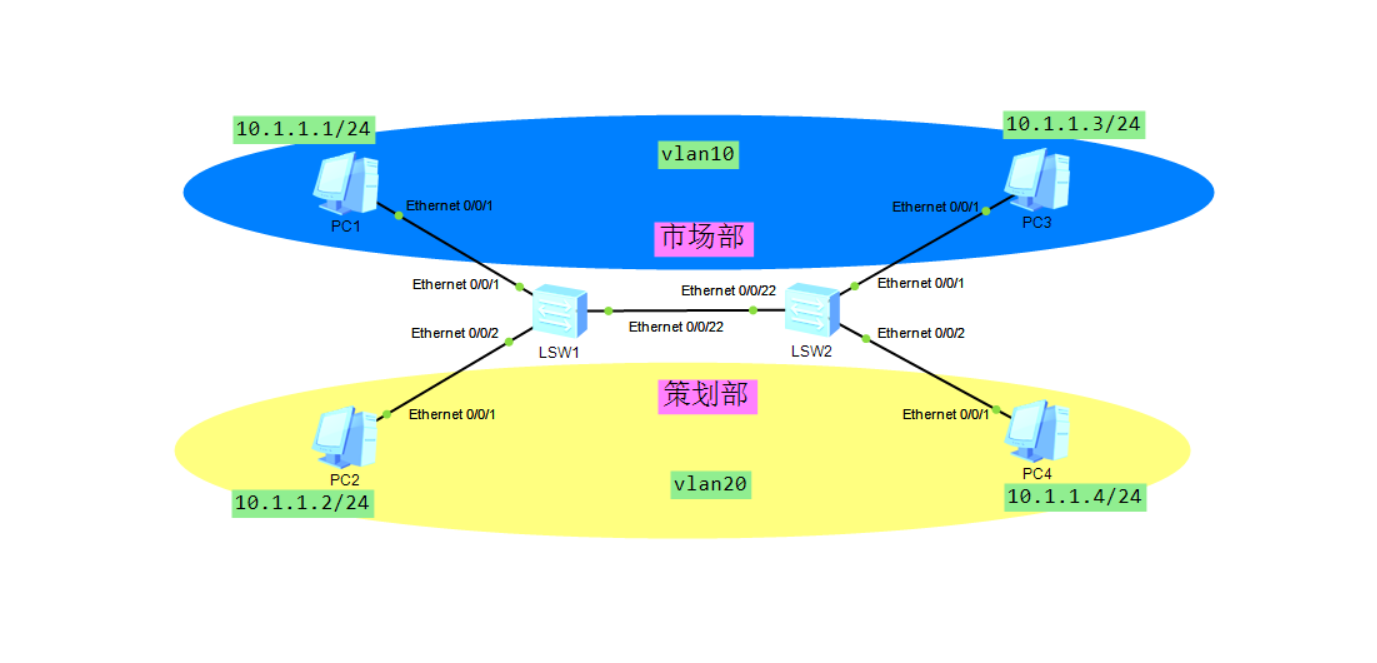 10.1.1.1/24
10.1.1.3/24
vlan10
PC1
Ethernet 0/0/1
Ethernet 0/0/1
PC3
市场部
Ethernet 0/0/1
Ethernet 0/0/22
Ethernet 0/0/1
Ethernet 0/0/2
LSW1
Ethernet 0/0/22
LSW2
Ethernet 0/0/2
策划部
Ethernet 0/0/1
Ethernet 0/0/1
PC2
PC4
vlan20
10.1.1.2/24
10.1.1.4/24